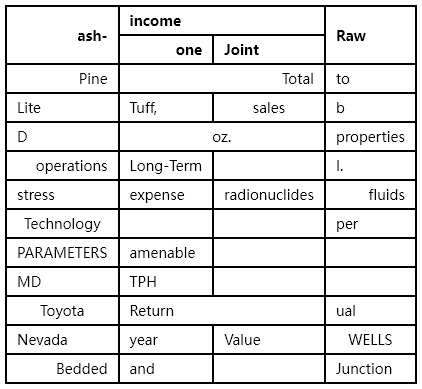 ash- income Raw
one Joint
Pine Total to
Lite Tuff, sales b
D oz. properties
operations Long-Term l.
stress expense radionuclides fluids
Technology per
PARAMETERS amenable
MD TPH
Toyota Return ual
Nevada year Value WELLS
Bedded and Junction